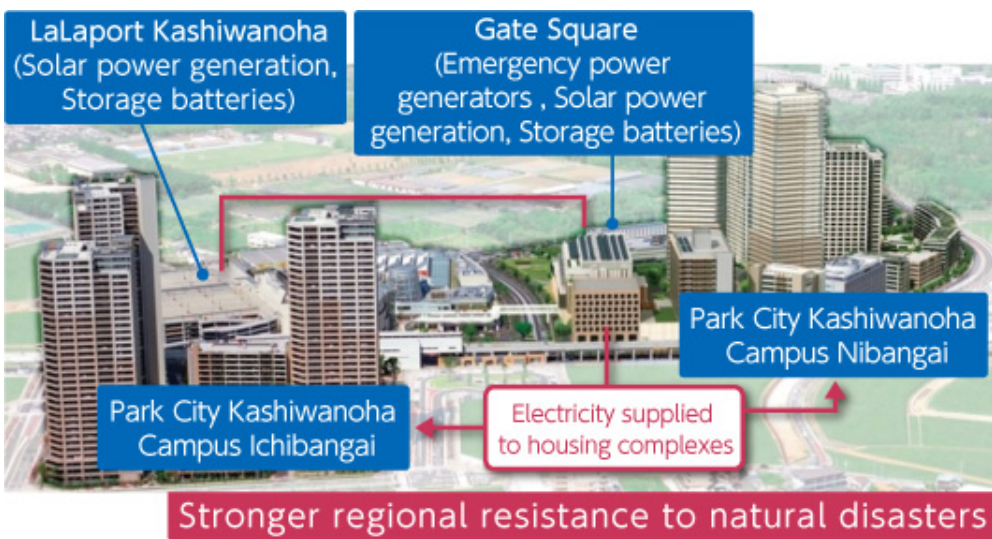 LaLaport Kashiwanoha
(Solar power generation,
Storage batteries)
Gate Square
(Emergency power
generators , Solar power
generation, Storage batteries)
Park City Kashiwanoha
Campus Nibangai
Park City Kashiwanoha
Campus Ichibangai
Electricity supplied
to housing complexes
Stronger regional resistance to natural disasters